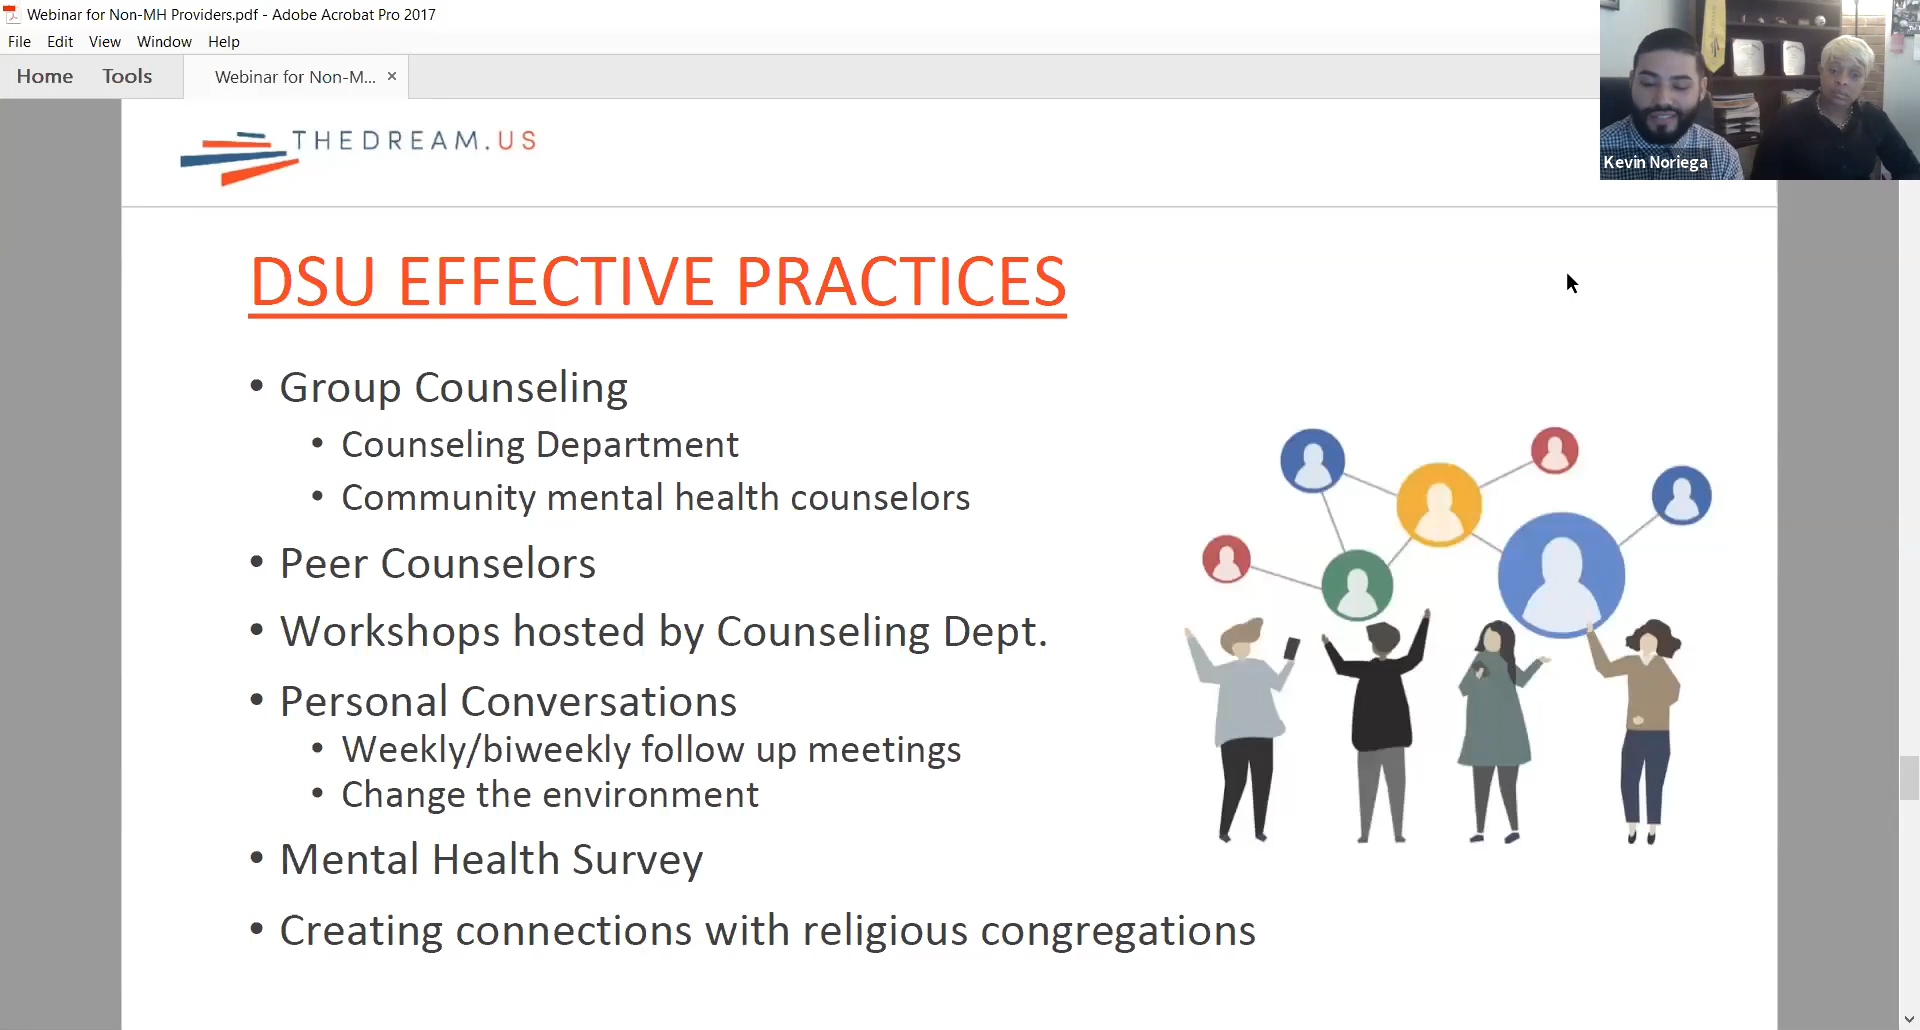 Webinar for Non-MH Providers.pdf - Adobe Acrobat Pro 2017
File Edit View Window Help
Home Tools Webinar for Non-M... ×
THEDREAM.US
Kevin Noriega
DSU EFFECTIVE PRACTICES
• Group Counseling
• Counseling Department
• Community mental health counselors
• Peer Counselors
• Workshops hosted by Counseling Dept.
• Personal Conversations
• Weekly/biweekly follow up meetings
• Change the environment
• Mental Health Survey
• Creating connections with religious congregations